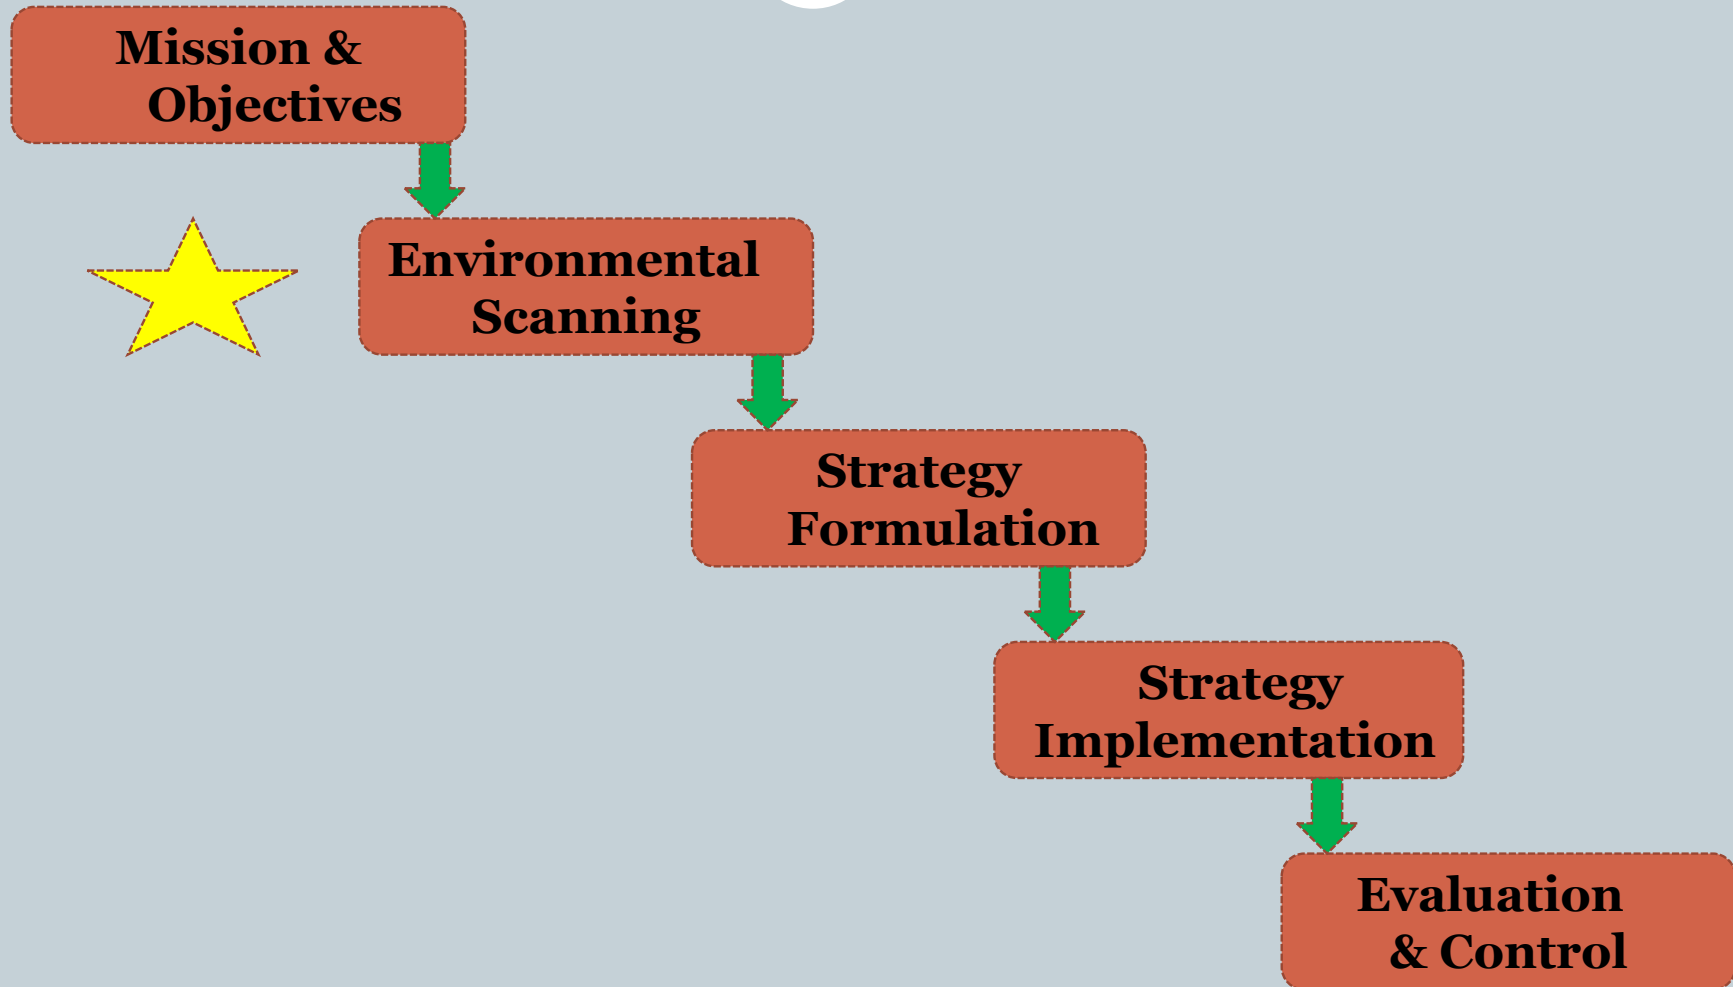 Mission &
Objectives
Environmental
Scanning
Strategy
Formulation
Strategy
Implementation
Evaluation
& Control